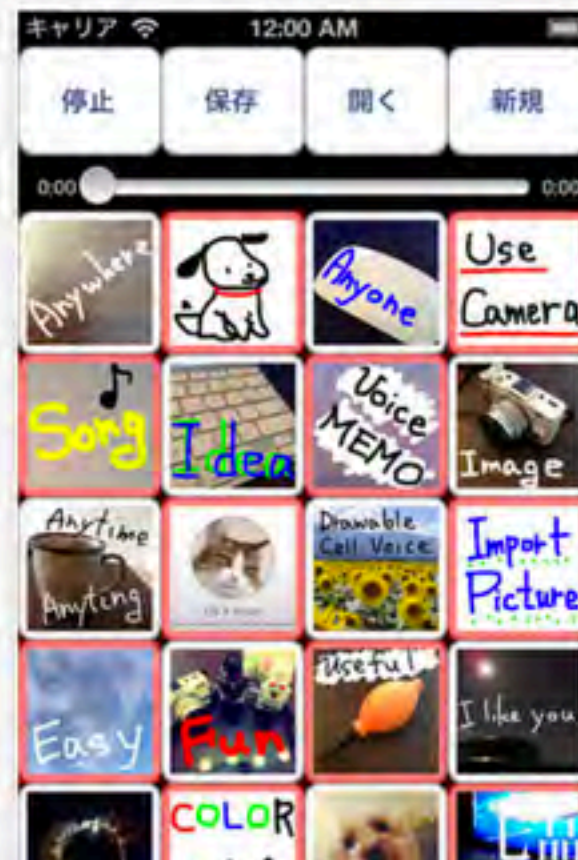 キャリア 12:00 AM
停止 保存 開く 新規
0:00 0:00
Anywhere
Anyone
Use
Camera
Song
Idea
Voice
MEMO
Image
Anytime
Anyting
Drawable
Cell Voice
Import
Picture
Easy
Fun
Useful
I like you
COLOR